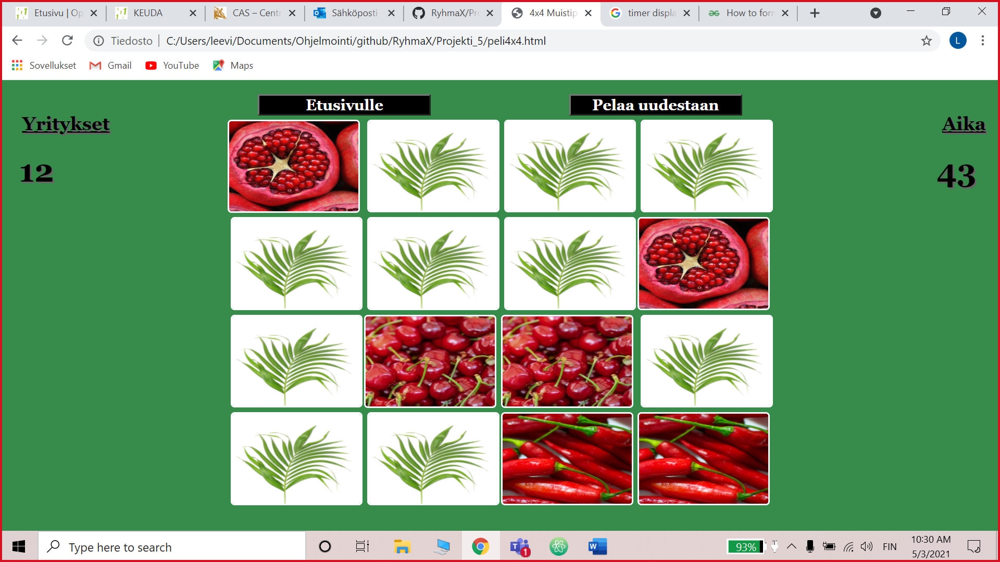 Etusivu | Op
KEUDA
CAS – Centr
Sähköposti
RyhmaX/Pr
4x4 Muistip
timer displa
How to forn
Tiedosto
C:/Users/leevi/Documents/Ohjelmointi/github/RyhmaX/Projekti_5/peli4x4.html
L
Sovellukset
Gmail
YouTube
Maps
Etusivulle
Pelaa uudestaan
Yritykset
Aika
12
43
Type here to search
T
1
W
93%
FIN
10:30 AM
5/3/2021